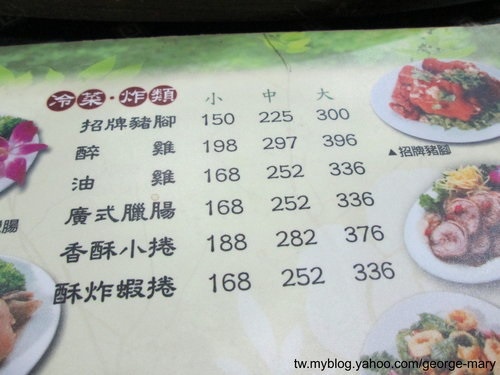 冷菜·炸類 小 中 大
招牌豬腳 150 225 300
醉雞 198 297 396
油雞 168 252 336
廣式臘腸 168 252 336
香酥小捲 188 282 376
酥炸蝦捲 168 252 336
▲招牌豬腳
腸
tw.myblog.yahoo.com/george-mary